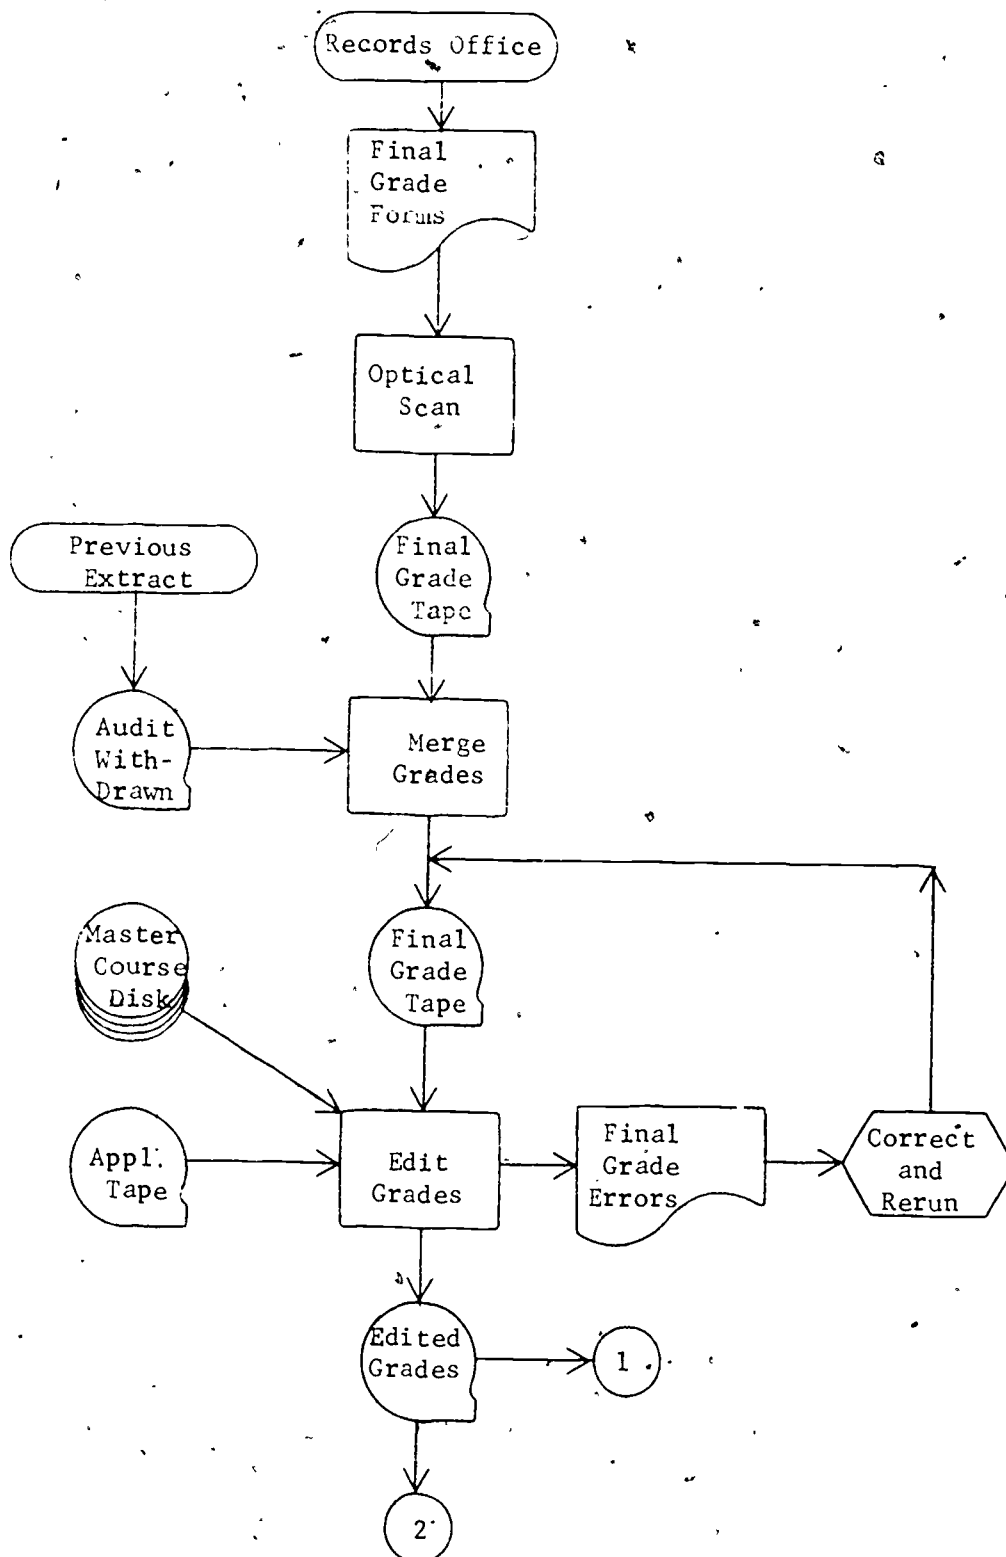 Records Office
Final
Grade
Forms
Optical
Scan
Final
Grade
Tape
Previous
Extract
Audit
With-
Drawn
Merge
Grades
Master
Course
Disk
Final
Grade
Tape
Appl.
Tape
Edit
Grades
Final
Grade
Errors
Correct
and
Rerun
Edited
Grades
1
2